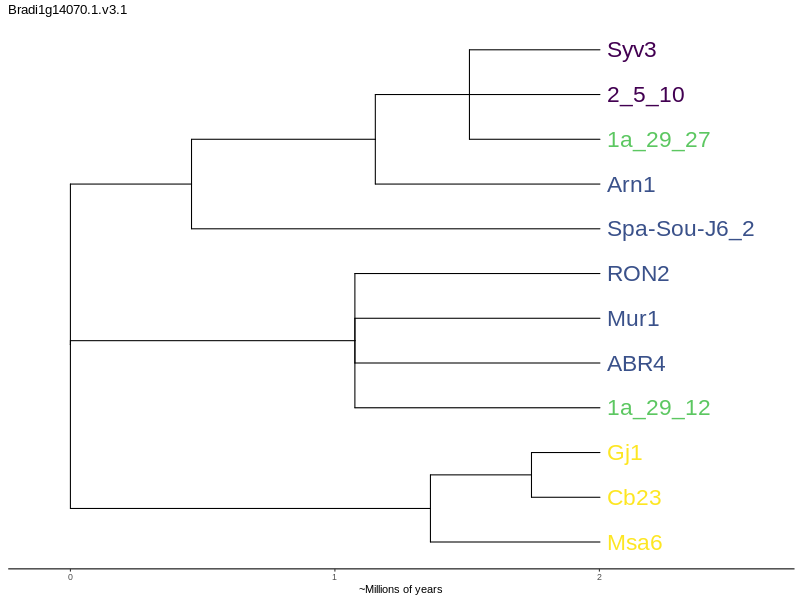 Bradi1g14070.1.v3.1
Syv3
2_5_10
1a_29_27
Arn1
Spa-Sou-J6_2
RON2
Mur1
ABR4
1a_29_12
Gj1
Cb23
Msa6
0 1 2
~Millions of years